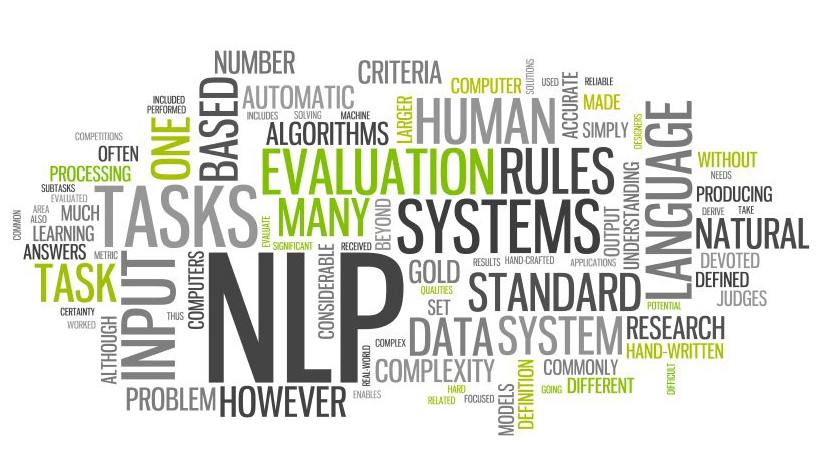 NUMBER
CRITERIA
SOLUTIONS
COMPUTER
USED
RELIABLE
INCLUDED
PERFORMED
BASED
AUTOMATIC
ACCURATE
MADE
INCLUDES
SOLVING
MACHINE
LARGER
HUMAN
SIMPLY
DESIGNERS
LANGUAGE
COMPETITIONS
ONE
ALGORITHMS
OFTEN
EVALUATION
RULES
WITHOUT
PROCESSING
NEEDS
SUBTASKS
EVALUATED
TASKS
MANY
BEYOND
SYSTEMS
OUTPUT
UNDERSTANDING
PRODUCING
COMMON
AREA
ALSO
MUCH
DERIVE
TAKE
LEARNING
EVALUATE
NATURAL
ANSWERS
METRIC
SIGNIFICANT
RECEIVED
TASK
INPUT
COMPUTERS
NLP
CONSIDERABLE
GOLD
RESULTS
HAND-CRAFTED
APPLICATIONS
DEVOTED
QUALITIES
STANDARD
DEFINED
CERTAINTY
SET
POTENTIAL
JUDGES
WORKED
THUS
ALTHOUGH
COMPLEX
DATA
SYSTEM
RESEARCH
REAL-WORLD
HAND-WRITTEN
COMPLEXITY
COMMONLY
DIFFICULT
PROBLEM
HOWEVER
ENABLES
HARD
RELATED
FOCUSED
MODELS
DEFINITION
GOING
DIFFERENT